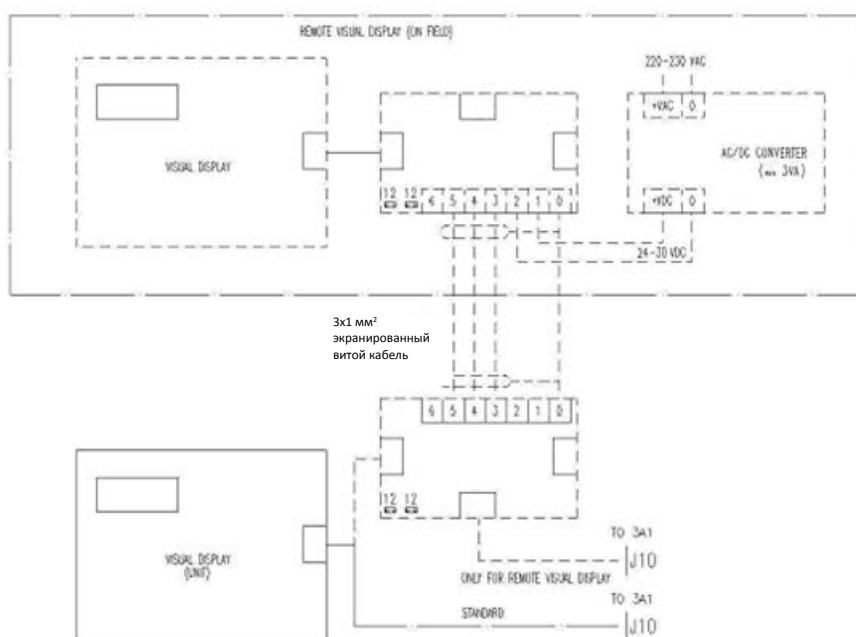 REMOTE VISUAL DISPLAY (ON FIELD)
220-230 VAC
+VAC 0
VISUAL DISPLAY
AC/DC CONVERTER
(min 3VA)
12 12
6 5 4 3 2 1 0
+VDC 0
24-30 VDC
3x1 мм²
экранированный
витой кабель
6 5 4 3 2 1 0
12 12
TO 3A1
J10
VISUAL DISPLAY
(UNIT)
ONLY FOR REMOTE VISUAL DISPLAY
TO 3A1
STANDARD
J10